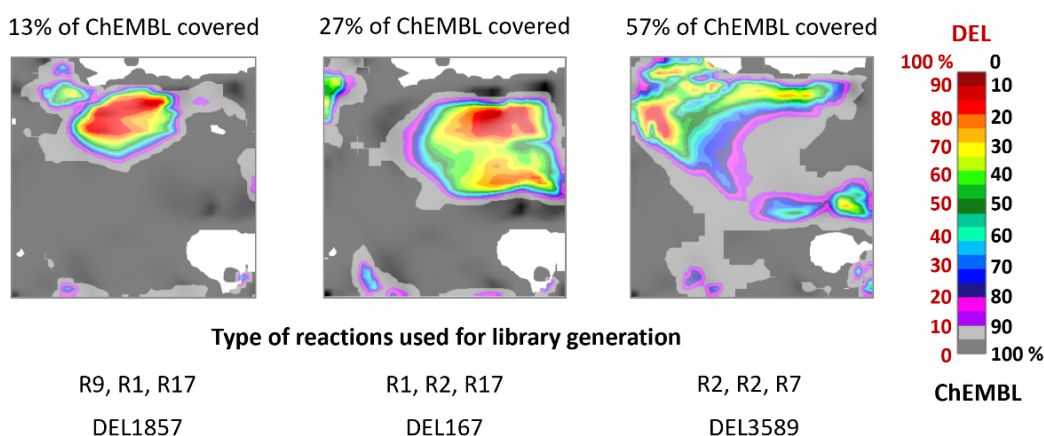 13% of ChEMBL covered
27% of ChEMBL covered
57% of ChEMBL covered
DEL
100 % 0
90 10
80 20
70 30
60 40
50 50
40 60
30 70
20 80
10 90
0 100 %
ChEMBL
Type of reactions used for library generation
R9, R1, R17
R1, R2, R17
R2, R2, R7
DEL1857
DEL167
DEL3589